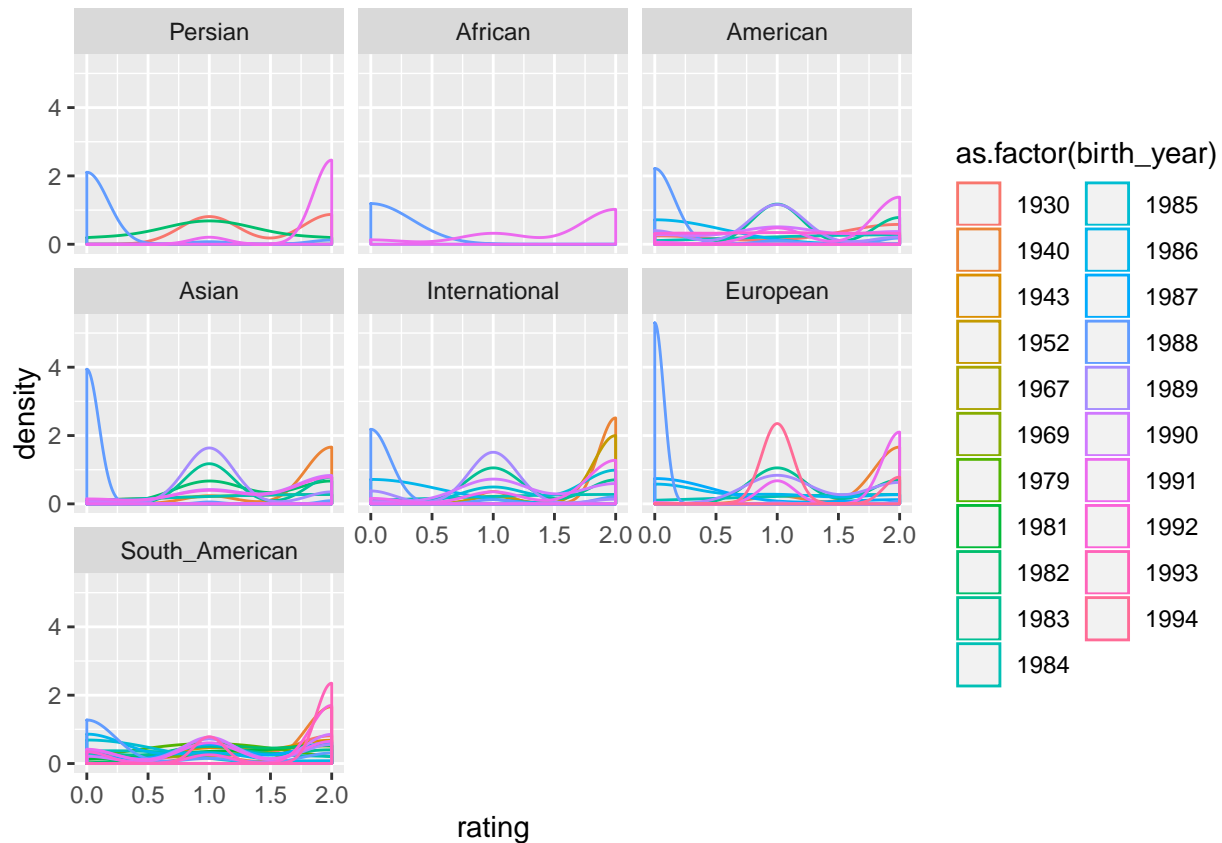 Persian
African
American
4
2
0
Asian
International
European
4
2
0
0.0 0.5 1.0 1.5 2.0
0.0 0.5 1.0 1.5 2.0
South_American
4
2
0
0.0 0.5 1.0 1.5 2.0
density
rating
as.factor(birth_year)
1930
1940
1943
1952
1967
1969
1979
1981
1982
1983
1984
1985
1986
1987
1988
1989
1990
1991
1992
1993
1994